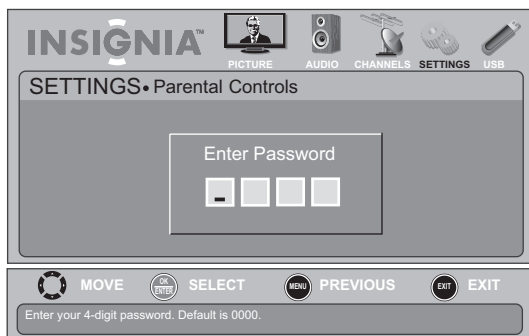 INSIGNIA™
PICTURE AUDIO CHANNELS SETTINGS USB
SETTINGS• Parental Controls
Enter Password
-
MOVE OK ENTER SELECT MENU PREVIOUS EXIT EXIT
Enter your 4-digit password. Default is 0000.